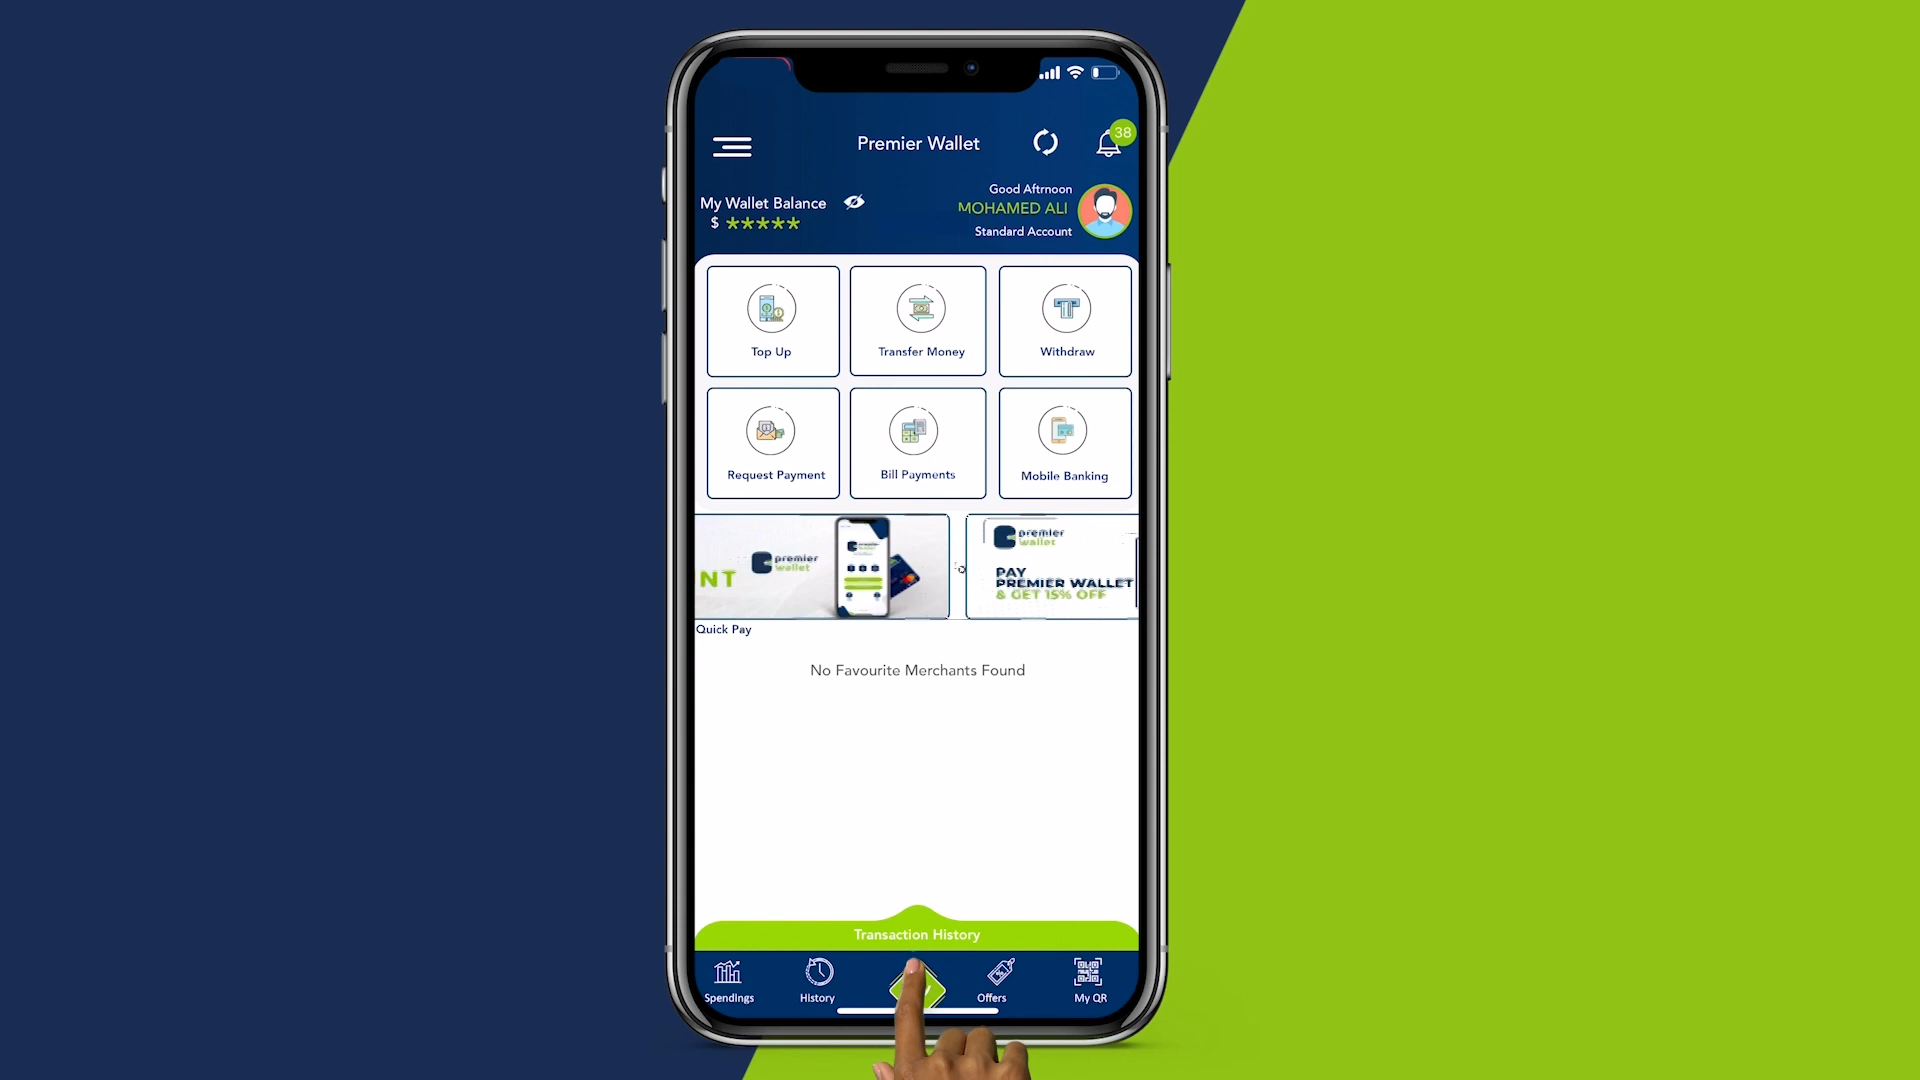 Premier Wallet
38
My Wallet Balance
$ *****
Good Aftrnoon
MOHAMED ALI
Standard Account
Top Up
Transfer Money
Withdraw
Request Payment
Bill Payments
Mobile Banking
NT
premier
wallet
premier
wallet
PAY
PREMIER WALLET
& GET 15% OFF
Quick Pay
No Favourite Merchants Found
Transaction History
Spendings
History
Offers
My QR